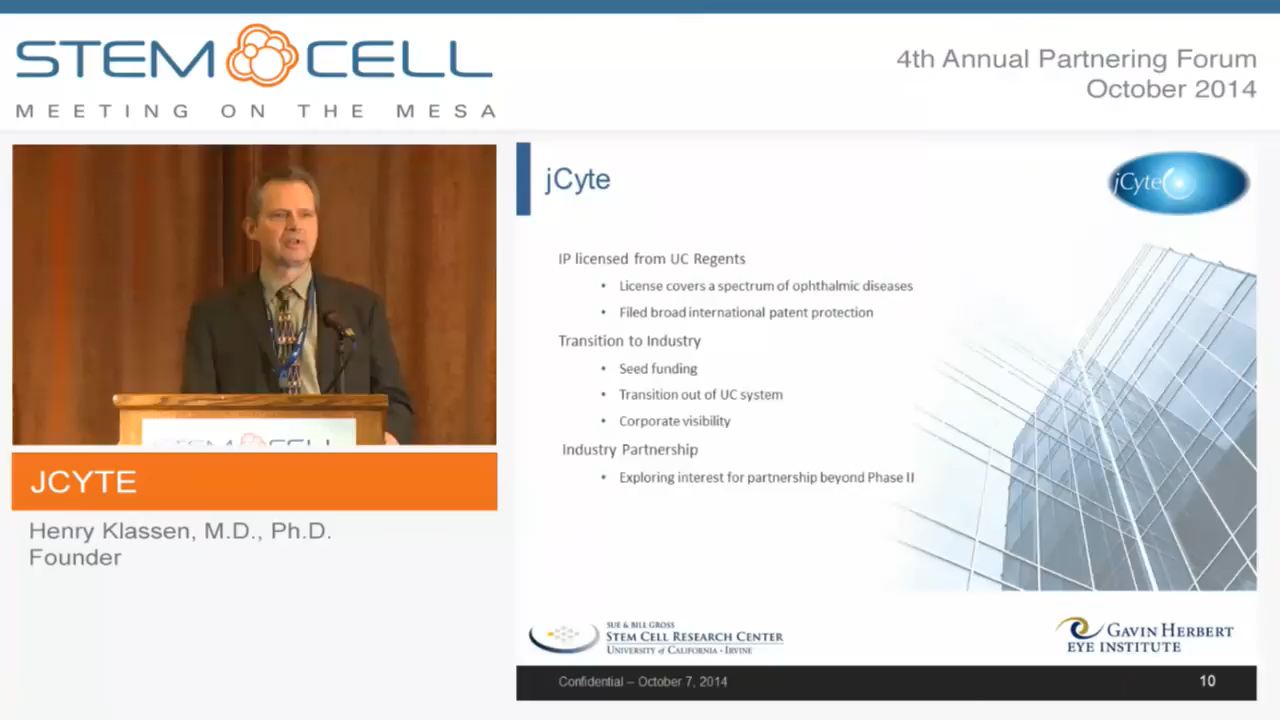 STEM CELL
MEETING ON THE MESA
4th Annual Partnering Forum
October 2014
STEM CELL
JCYTE
Henry Klassen, M.D., Ph.D.
Founder
jCyte
jCyte
IP licensed from UC Regents
• License covers a spectrum of ophthalmic diseases
• Filed broad international patent protection
Transition to Industry
• Seed funding
• Transition out of UC system
• Corporate visibility
Industry Partnership
• Exploring interest for partnership beyond Phase II
SUE & BILL GROSS
STEM CELL RESEARCH CENTER
UNIVERSITY of CALIFORNIA • IRVINE
GAVIN HERBERT
EYE INSTITUTE
Confidential – October 7, 2014
10